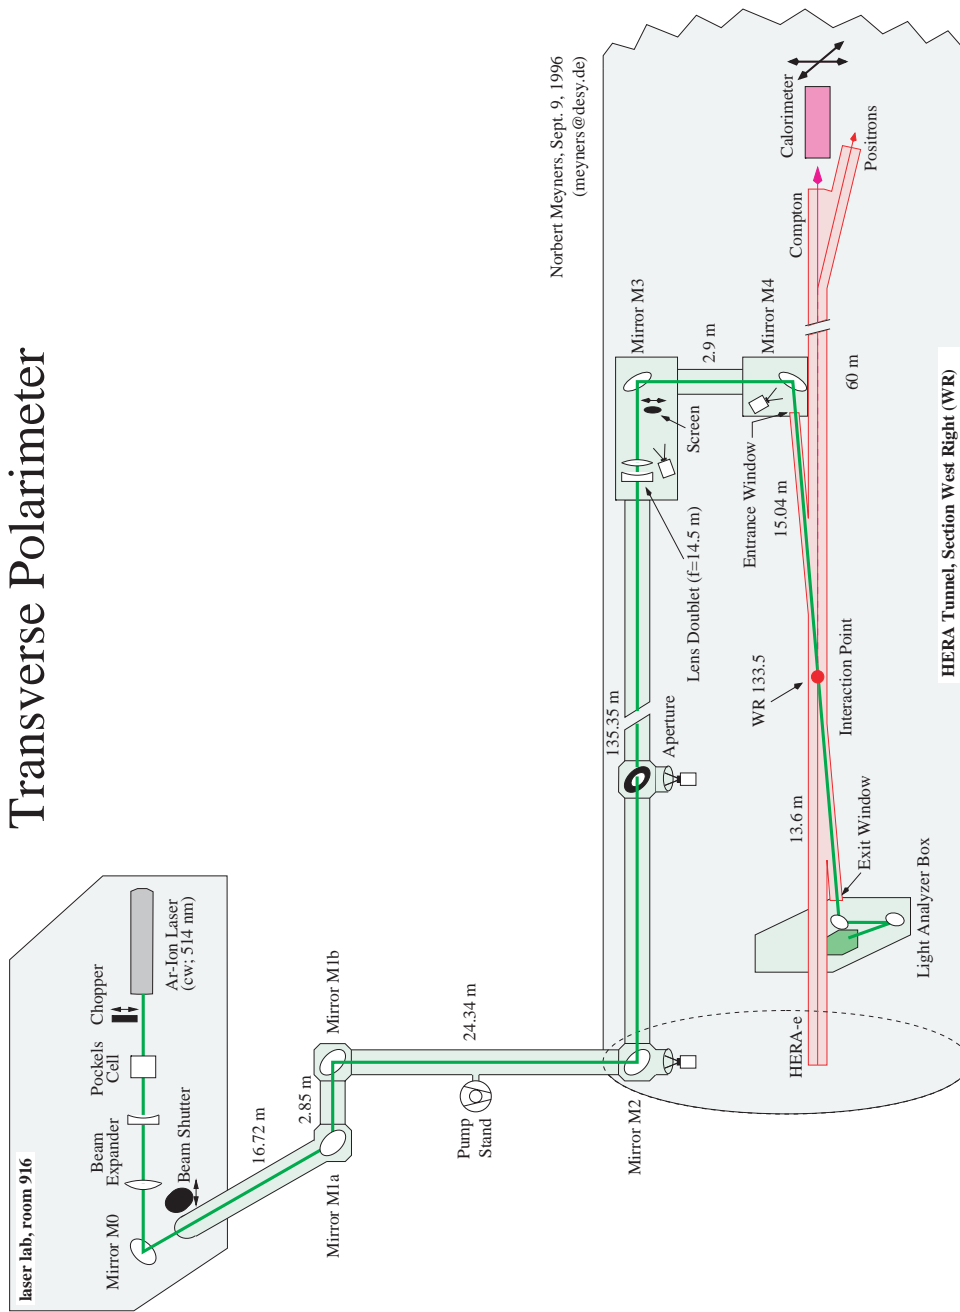 Transverse Polarimeter
Norbert Meyners, Sept. 9, 1996
(meyners@desy.de)
laser lab, room 916
Mirror M0
Beam
Expander
Pockels
Cell
Chopper
Ar-Ion Laser
(cw; 514 nm)
Beam Shutter
16.72 m
2.85 m
Mirror M1a
Mirror M1b
24.34 m
Pump
Stand
Mirror M2
135.35 m
Aperture
Lens Doublet (f=14.5 m)
Screen
Mirror M3
2.9 m
Mirror M4
Entrance Window
15.04 m
WR 133.5
Interaction Point
13.6 m
Exit Window
Light Analyzer Box
HERA-e
60 m
Compton
Calorimeter
Positrons
HERA Tunnel, Section West Right (WR)